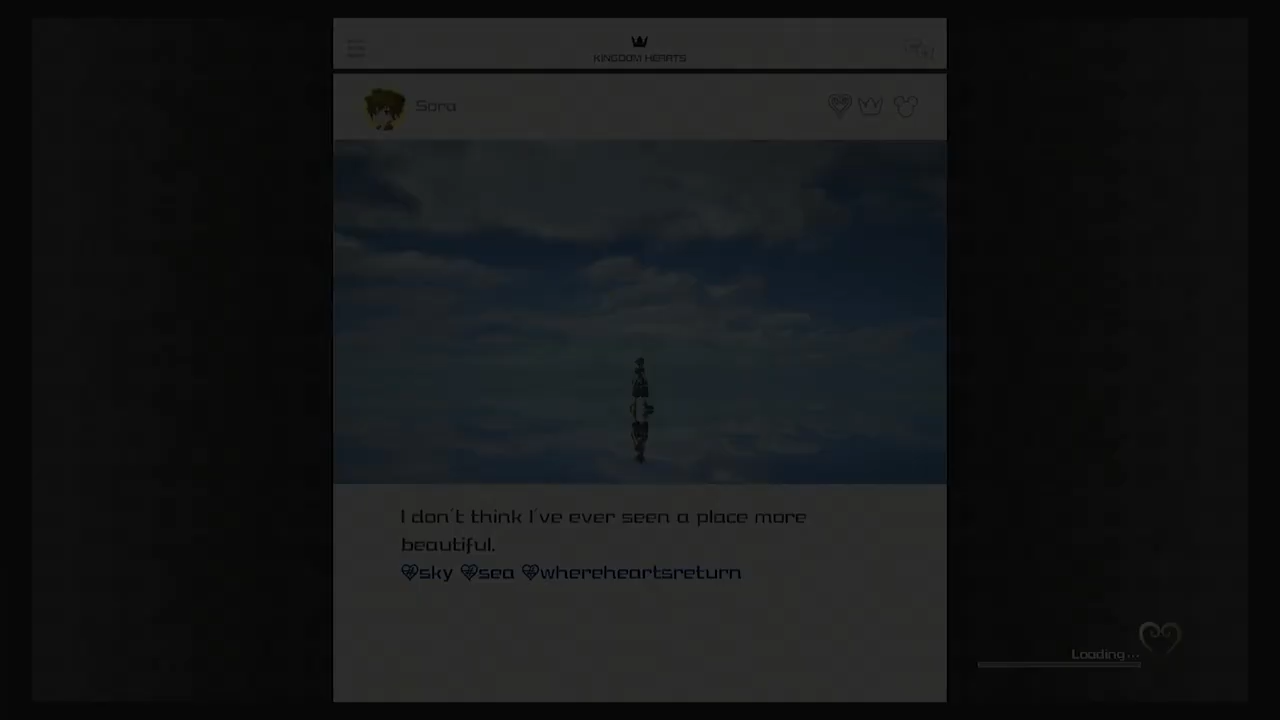 KINGDOM HEARTS
Sora
I don't think I've ever seen a place more
beautiful.
sky sea whereheartsreturn
Loading...